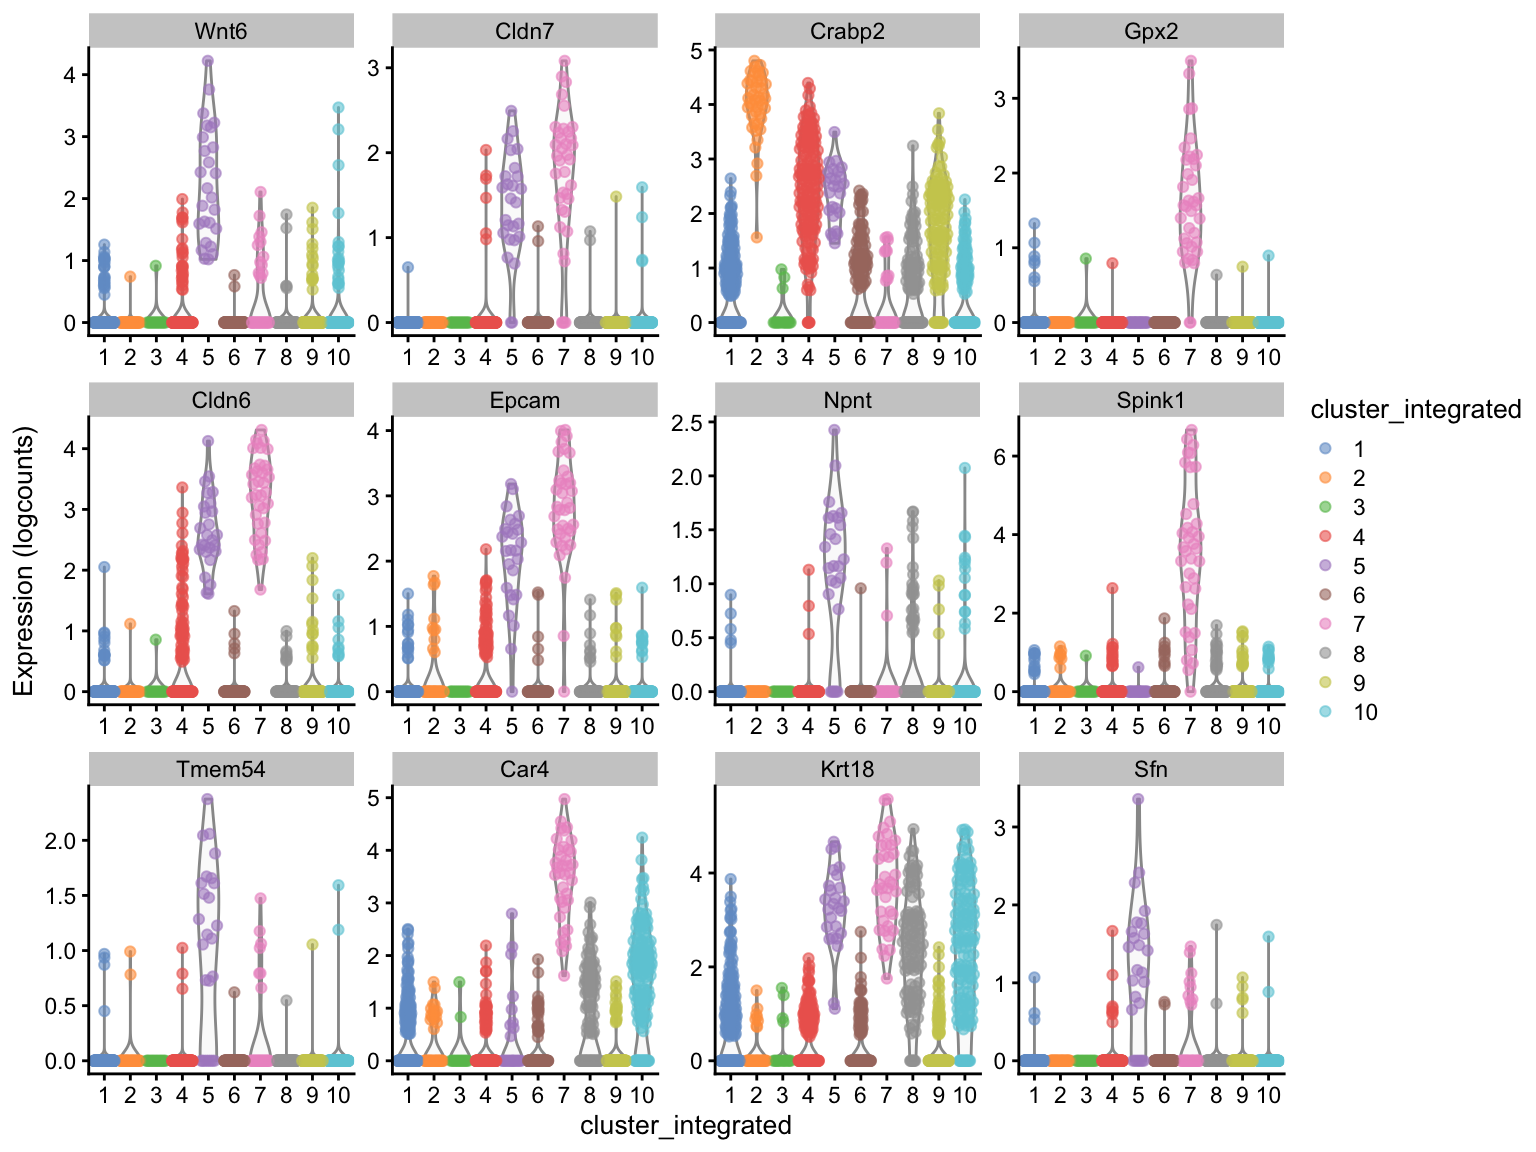 Wnt6 Cldn7 Crabp2 Gpx2
4 3 2 1 0
3 2 1 0
5 4 3 2 1 0
3 2 1 0
1 2 3 4 5 6 7 8 9 10 1 2 3 4 5 6 7 8 9 10 1 2 3 4 5 6 7 8 9 10 1 2 3 4 5 6 7 8 9 10
Cldn6 Epcam Npnt Spink1
4 3 2 1 0
4 3 2 1 0
2.5 2.0 1.5 1.0 0.5 0.0
6 4 2 0
1 2 3 4 5 6 7 8 9 10 1 2 3 4 5 6 7 8 9 10 1 2 3 4 5 6 7 8 9 10 1 2 3 4 5 6 7 8 9 10
Tmem54 Car4 Krt18 Sfn
2.0 1.5 1.0 0.5 0.0
5 4 3 2 1 0
4 2 0
3 2 1 0
1 2 3 4 5 6 7 8 9 10 1 2 3 4 5 6 7 8 9 10 1 2 3 4 5 6 7 8 9 10 1 2 3 4 5 6 7 8 9 10
Expression (logcounts)
cluster_integrated
cluster_integrated
1
2
3
4
5
6
7
8
9
10